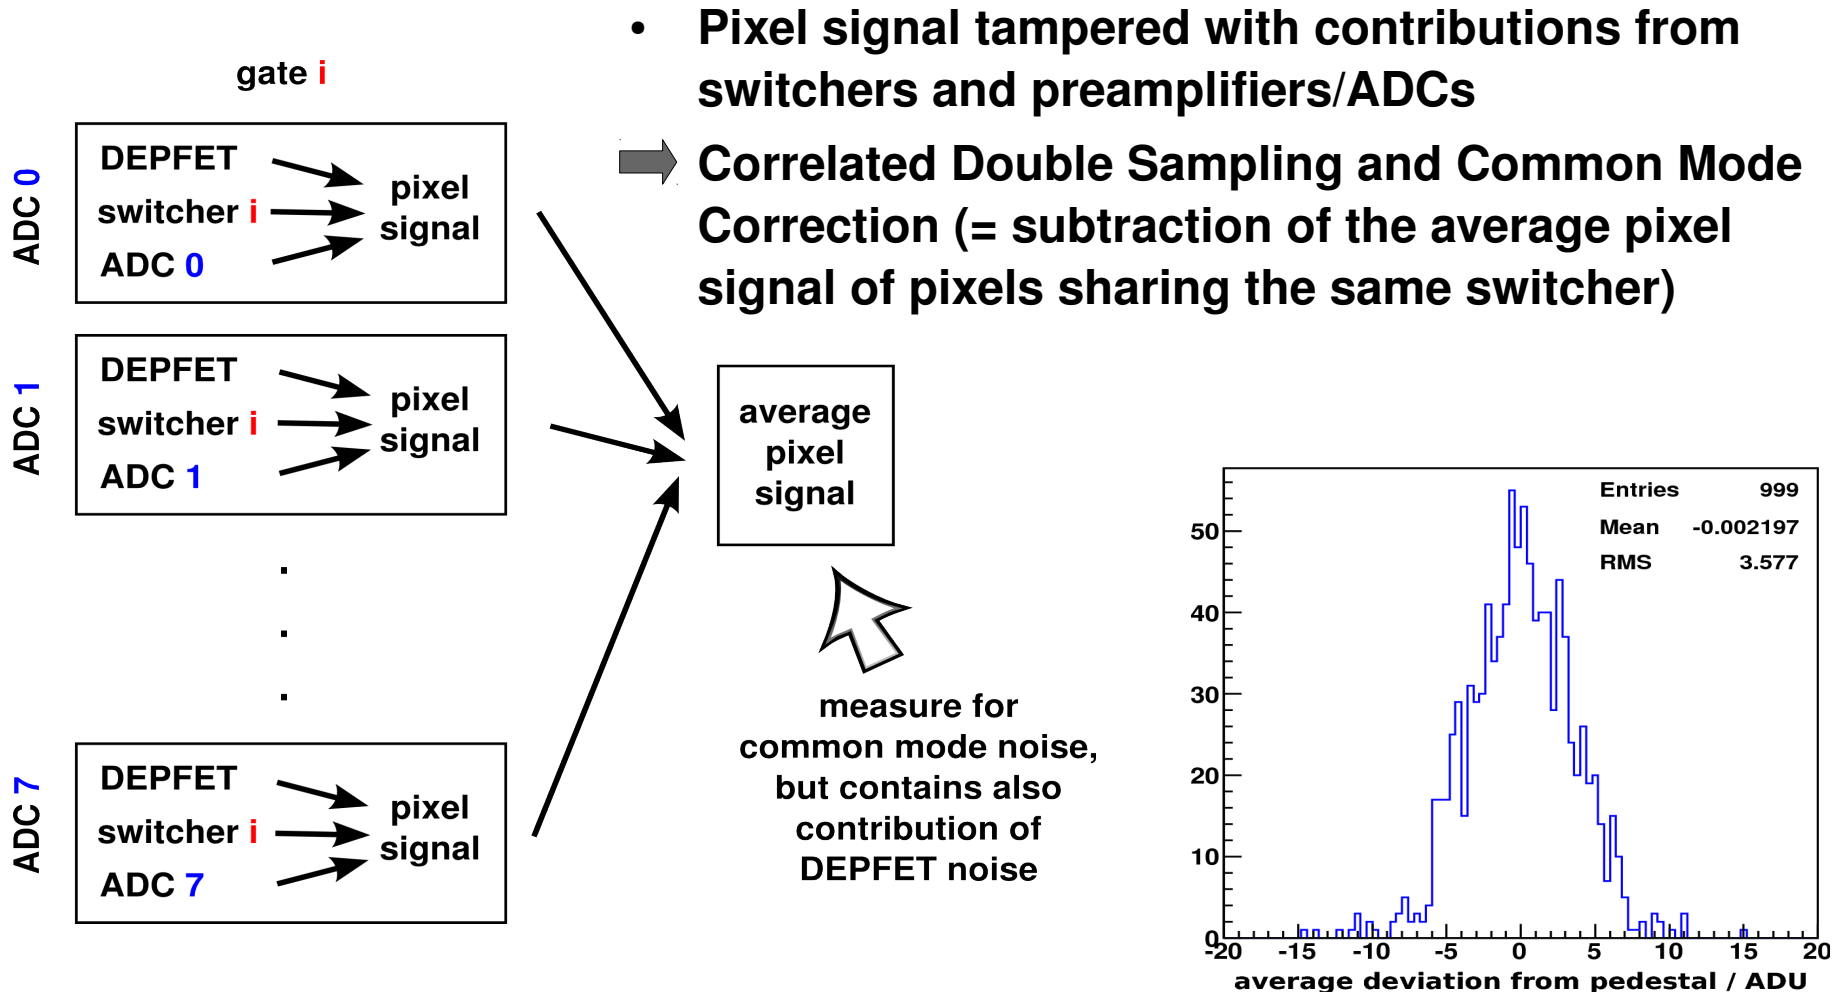 • Pixel signal tampered with contributions from
switchers and preamplifiers/ADCs
Correlated Double Sampling and Common Mode
Correction (= subtraction of the average pixel
signal of pixels sharing the same switcher)
gate i
ADC 0
DEPFET
switcher i
ADC 0
pixel
signal
ADC 1
DEPFET
switcher i
ADC 1
pixel
signal
.
.
.
ADC 7
DEPFET
switcher i
ADC 7
pixel
signal
average
pixel
signal
measure for
common mode noise,
but contains also
contribution of
DEPFET noise
Entries 999
Mean -0.002197
RMS 3.577
50
40
30
20
10
0
-20 -15 -10 -5 0 5 10 15 20
average deviation from pedestal / ADU